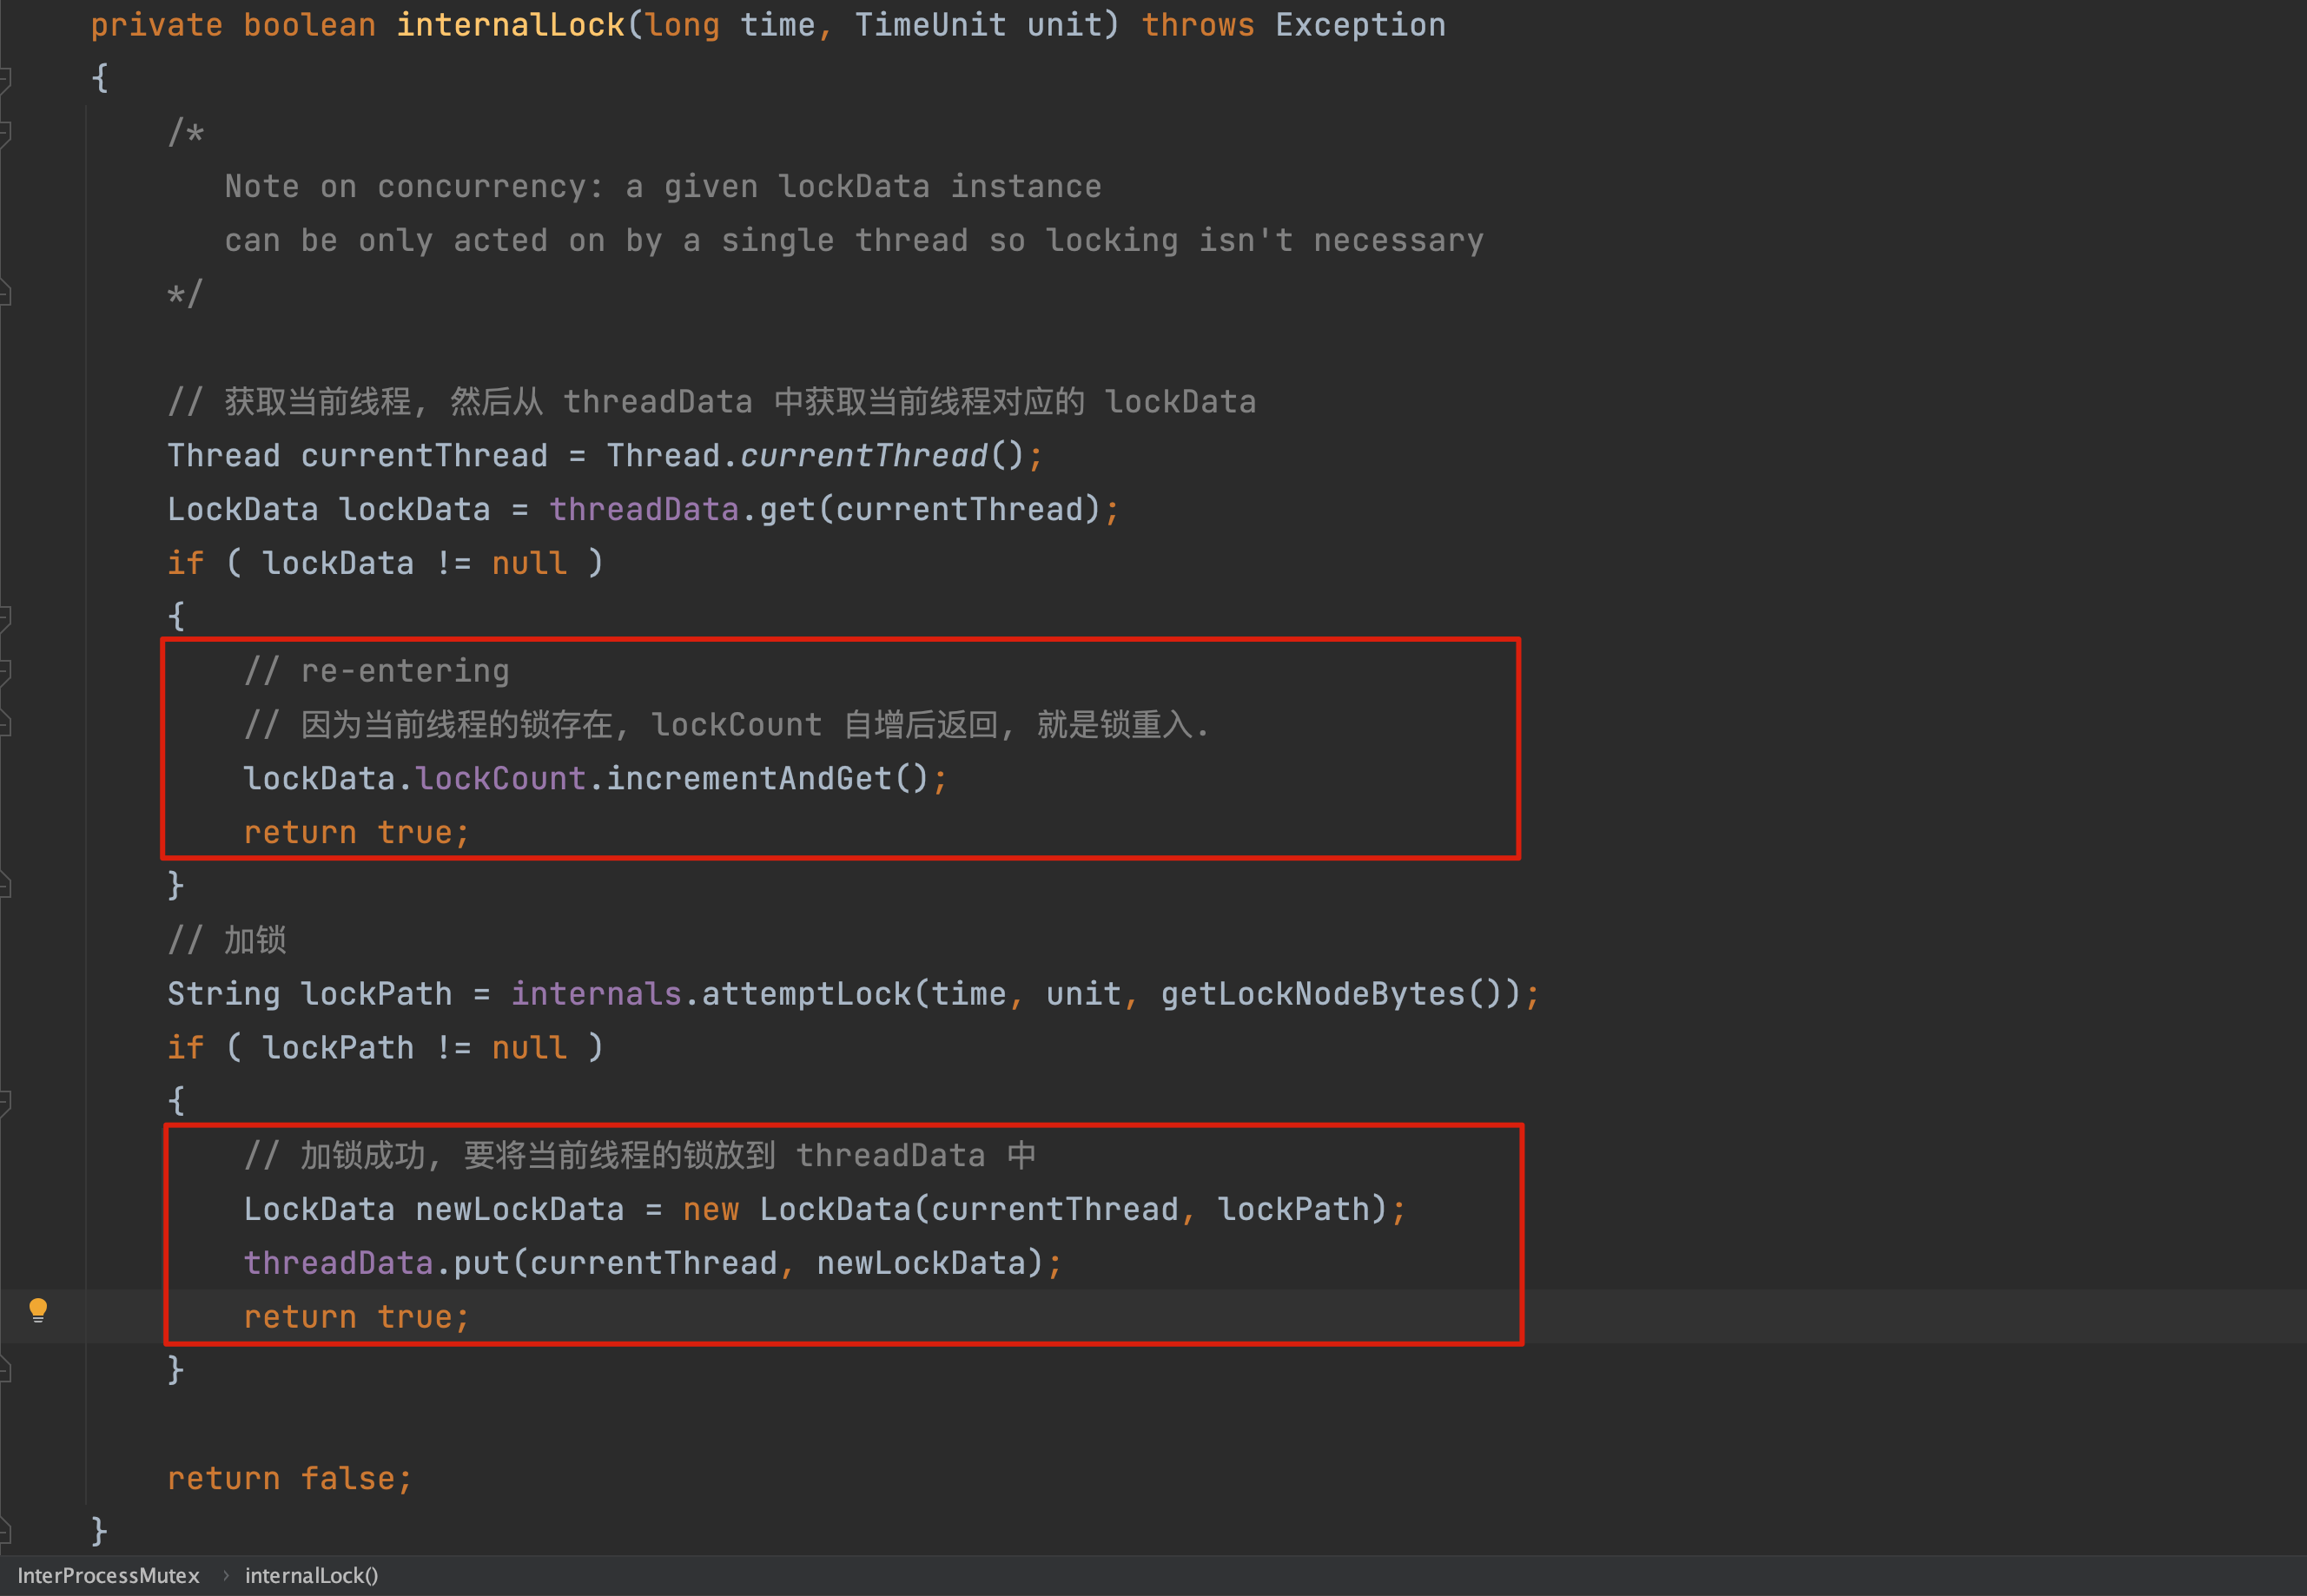 private boolean internalLock(long time, TimeUnit unit) throws Exception
{
/*
Note on concurrency: a given lockData instance
can be only acted on by a single thread so locking isn't necessary
*/
// 获取当前线程, 然后从 threadData 中获取当前线程对应的 lockData
Thread currentThread = Thread.currentThread();
LockData lockData = threadData.get(currentThread);
if ( lockData != null )
{
// re-entering
// 因为当前线程的锁存在, lockCount 自增后返回, 就是锁重入.
lockData.lockCount.incrementAndGet();
return true;
}
// 加锁
String lockPath = internals.attemptLock(time, unit, getLockNodeBytes());
if ( lockPath != null )
{
// 加锁成功, 要将当前线程的锁放到 threadData 中
LockData newLockData = new LockData(currentThread, lockPath);
threadData.put(currentThread, newLockData);
return true;
}
return false;
}
InterProcessMutex › internalLock()